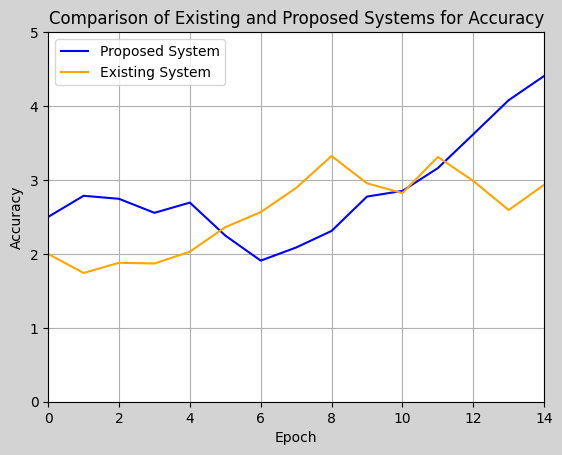 Comparison of Existing and Proposed Systems for Accuracy
Proposed System
Existing System
Accuracy
5
4
3
2
1
0
0 2 4 6 8 10 12 14
Epoch